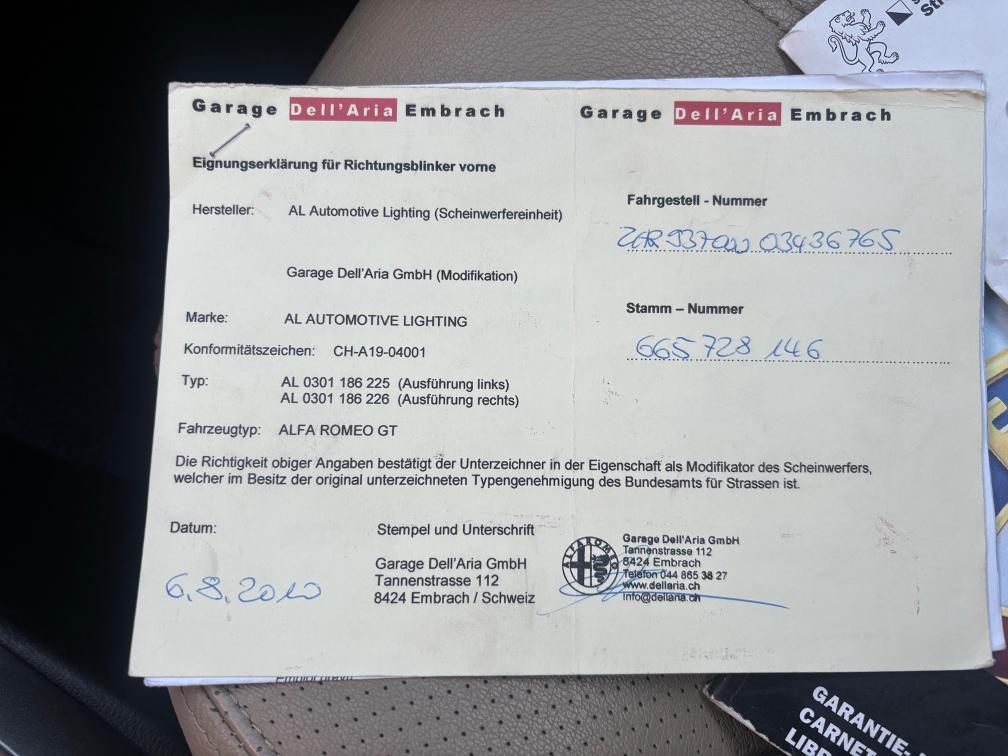 Garage Dell'Aria Embrach
Garage Dell'Aria Embrach
Eignungserklärung für Richtungsblinker vorne
Hersteller: AL Automotive Lighting (Scheinwerfereinheit)
Garage Dell'Aria GmbH (Modifikation)
Marke: AL AUTOMOTIVE LIGHTING
Konformitätszeichen: CH-A19-04001
Typ: AL 0301 186 225 (Ausführung links)
AL 0301 186 226 (Ausführung rechts)
Fahrzeugtyp: ALFA ROMEO GT
Fahrgestell - Nummer
ZAR 93700003436765
Stamm – Nummer
665 728 146
Die Richtigkeit obiger Angaben bestätigt der Unterzeichner in der Eigenschaft als Modifikator des Scheinwerfers,
welcher im Besitz der original unterzeichneten Typengenehmigung des Bundesamts für Strassen ist.
Datum:
6.8.2010
Stempel und Unterschrift
Garage Dell'Aria GmbH
Tannenstrasse 112
8424 Embrach / Schweiz
ALFA ROMEO
Garage Dell'Aria GmbH
Tannenstrasse 112
8424 Embrach
Telefon 044 865 38 27
www.dellaria.ch
info@dellaria.ch
GARANTIE-
CARNET